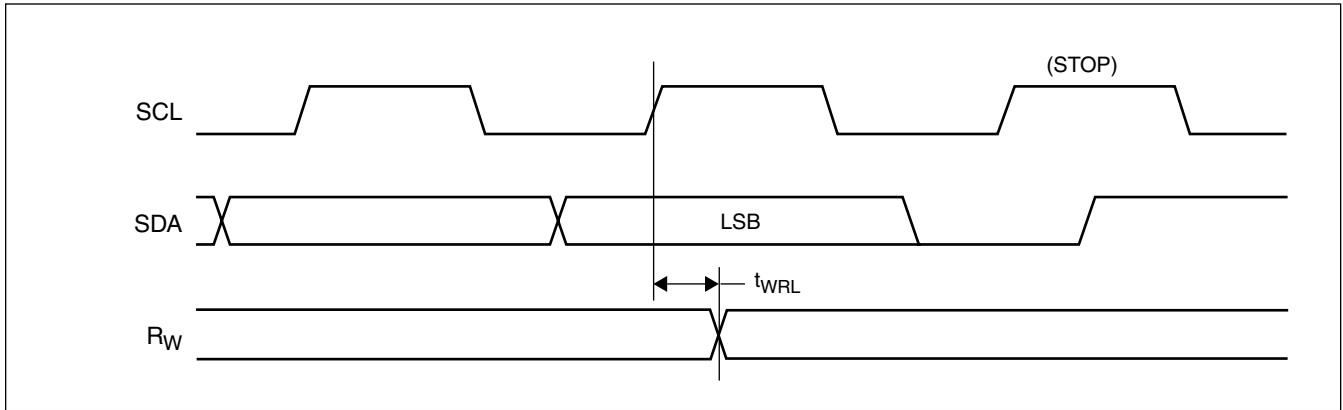 (STOP)
SCL
SDA
LSB
tWRL
RW